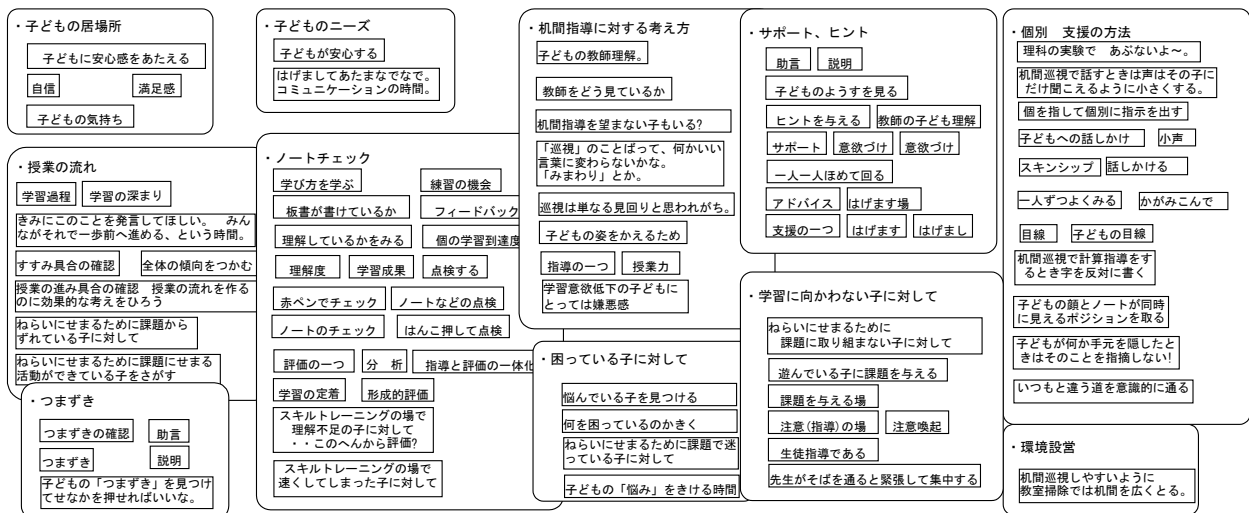 ・子どもの居場所
子どもに安心感をあたえる
自信
満足感
子どもの気持ち
・授業の流れ
学習過程
学習の深まり
きみにこのことを発言してほしい。　みん
ながそれで一歩前へ進める、という時間。
すすみ具合の確認
全体の傾向をつかむ
授業の進み具合の確認　授業の流れを作る
のに効果的な考えをひろう
ねらいにせまるために課題から
ずれている子に対して
ねらいにせまるために課題にせまる
活動ができている子をさがす
・つまずき
つまずきの確認
助言
つまずき
説明
子どもの「つまずき」を見つけ
てせなかを押せればいいな。
・子どものニーズ
子どもが安心する
はげましてあたまなでなで。
コミュニケーションの時間。
・ノートチェック
学び方を学ぶ
練習の機会
板書が書けているか
フィードバック
理解しているかをみる
個の学習到達度
理解度
学習成果
点検する
赤ペンでチェック
ノートなどの点検
ノートのチェック
はんこ押して点検
評価の一つ
分　析
指導と評価の一体化
学習の定着
形成的評価
スキルトレーニングの場で
理解不足の子に対して
・・このへんから評価?
スキルトレーニングの場で
速くしてしまった子に対して
・机間指導に対する考え方
子どもの教師理解。
教師をどう見ているか
机間指導を望まない子もいる?
「巡視」のことばって、何かいい
言葉に変わらないかな。
「みまわり」とか。
巡視は単なる見回りと思われがち。
子どもの姿をかえるため
指導の一つ
授業力
学習意欲低下の子どもに
とっては嫌悪感
・困っている子に対して
悩んでいる子を見つける
何を困っているのかきく
ねらいにせまるために課題で迷
っている子に対して
子どもの「悩み」をきける時間
・サポート、ヒント
助言
説明
子どものようすを見る
ヒントを与える
教師の子ども理解
サポート
意欲づけ
意欲づけ
一人一人ほめて回る
アドバイス
はげます場
支援の一つ
はげます
はげまし
・学習に向かわない子に対して
ねらいにせまるために
課題に取り組まない子に対して
遊んでいる子に課題を与える
課題を与える場
注意(指導)の場
注意喚起
生徒指導である
先生がそばを通ると緊張して集中する
・個別　支援の方法
理科の実験で　あぶないよ〜。
机間巡視で話すときは声はその子に
だけ聞こえるように小さくする。
個を指して個別に指示を出す
子どもへの話しかけ
小声
スキンシップ
話しかける
一人ずつよくみる
かがみこんで
目線
子どもの目線
机間巡視で計算指導をす
るとき字を反対に書く
子どもの顔とノートが同時
に見えるポジションを取る
子どもが何か手元を隠したと
きはそのことを指摘しない!
いつもと違う道を意識的に通る
・環境設営
机間巡視しやすいように
教室掃除では机間を広くとる。